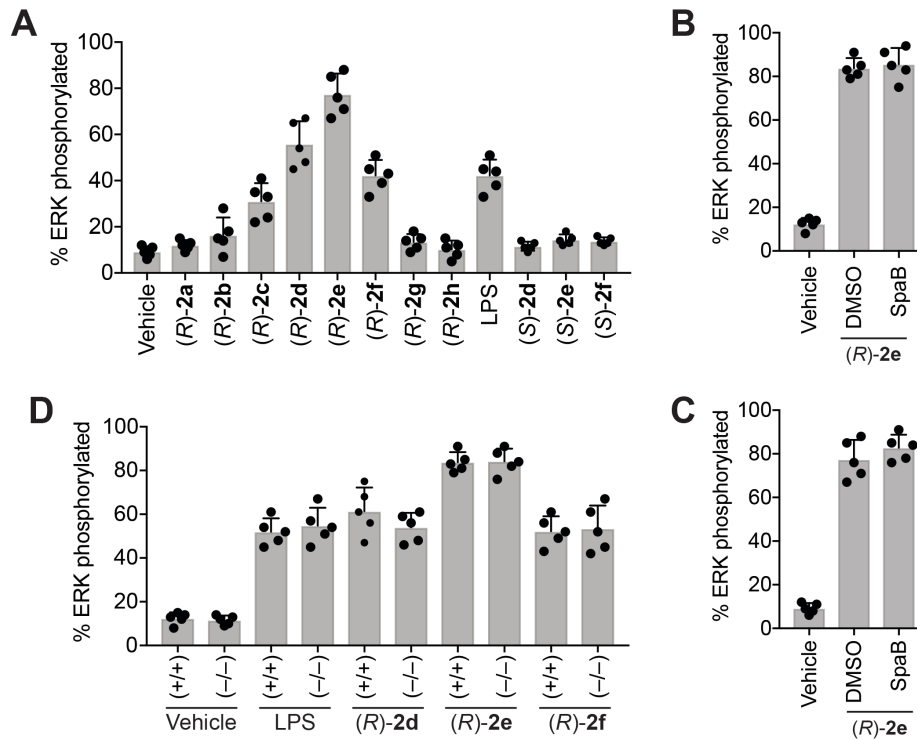 A
% ERK phosphorylated
100
80
60
40
20
0
Vehicle
(R)-2a
(R)-2b
(R)-2c
(R)-2d
(R)-2e
(R)-2f
(R)-2g
(R)-2h
LPS
(S)-2d
(S)-2e
(S)-2f
B
% ERK phosphorylated
100
80
60
40
20
0
Vehicle
DMSO
SpaB
(R)-2e
D
% ERK phosphorylated
100
80
60
40
20
0
(+/+)
(−/−)
(+/+)
(−/−)
(+/+)
(−/−)
(+/+)
(−/−)
(+/+)
(−/−)
Vehicle
LPS
(R)-2d
(R)-2e
(R)-2f
C
% ERK phosphorylated
100
80
60
40
20
0
Vehicle
DMSO
SpaB
(R)-2e